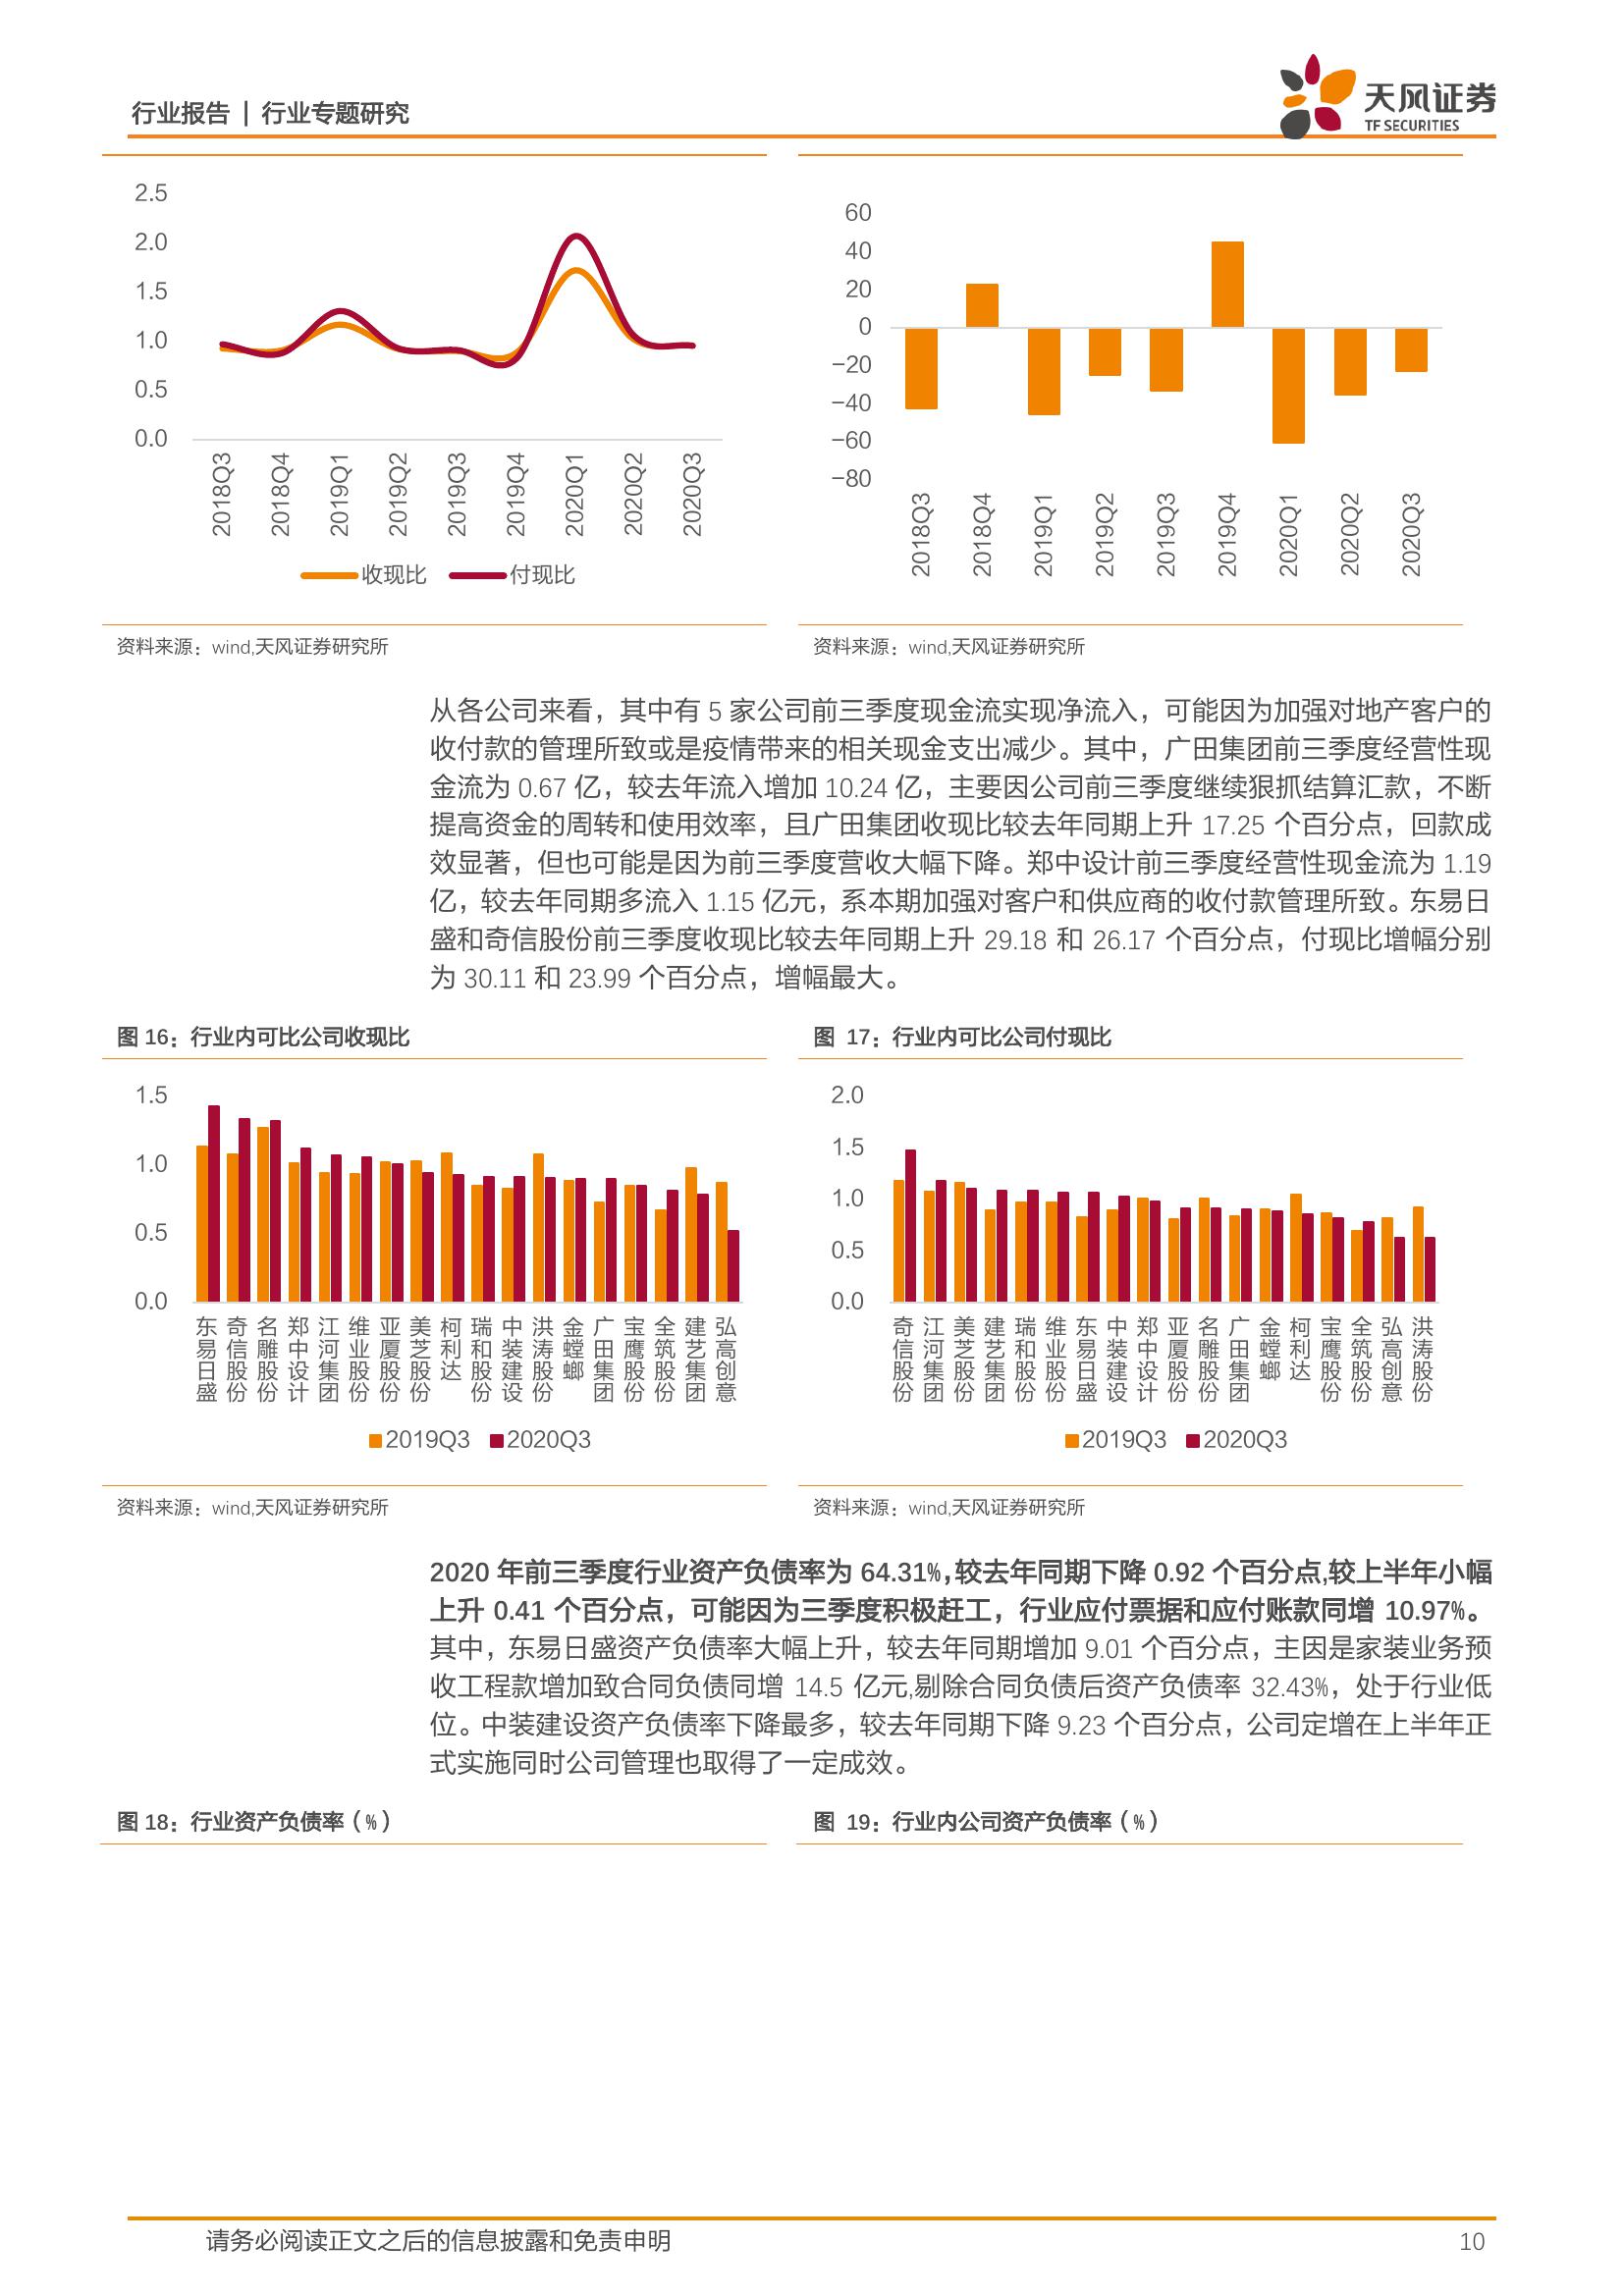 行业报告 | 行业专题研究
天风证券
TF SECURITIES
2.5
2.0
1.5
1.0
0.5
0.0
2018Q3
2018Q4
2019Q1
2019Q2
2019Q3
2019Q4
2020Q1
2020Q2
2020Q3
收现比 付现比
60
40
20
0
−20
−40
−60
−80
2018Q3
2018Q4
2019Q1
2019Q2
2019Q3
2019Q4
2020Q1
2020Q2
2020Q3
资料来源：wind,天风证券研究所
资料来源：wind,天风证券研究所
从各公司来看，其中有 5 家公司前三季度现金流实现净流入，可能因为加强对地产客户的
收付款的管理所致或是疫情带来的相关现金支出减少。其中，广田集团前三季度经营性现
金流为 0.67 亿，较去年流入增加 10.24 亿，主要因公司前三季度继续狠抓结算汇款，不断
提高资金的周转和使用效率，且广田集团收现比较去年同期上升 17.25 个百分点，回款成
效显著，但也可能是因为前三季度营收大幅下降。郑中设计前三季度经营性现金流为 1.19
亿，较去年同期多流入 1.15 亿元，系本期加强对客户和供应商的收付款管理所致。东易日
盛和奇信股份前三季度收现比较去年同期上升 29.18 和 26.17 个百分点，付现比增幅分别
为 30.11 和 23.99 个百分点，增幅最大。
图 16：行业内可比公司收现比
1.5
1.0
0.5
0.0
东易日盛
奇信股份
名雕股份
郑中设计
江河集团
维业股份
亚厦股份
美芝股份
柯利达
瑞和股份
中装建设
洪涛股份
金螳螂
广田集团
宝鹰股份
全筑股份
建艺集团
弘高创意
2019Q3 2020Q3
图 17：行业内可比公司付现比
2.0
1.5
1.0
0.5
0.0
奇信股份
江河集团
美芝股份
建艺集团
瑞和股份
维业股份
东易日盛
中装建设
郑中设计
亚厦股份
名雕股份
广田集团
金螳螂
柯利达
宝鹰股份
全筑股份
弘高创意
洪涛股份
2019Q3 2020Q3
资料来源：wind,天风证券研究所
资料来源：wind,天风证券研究所
2020 年前三季度行业资产负债率为 64.31%,较去年同期下降 0.92 个百分点,较上半年小幅
上升 0.41 个百分点，可能因为三季度积极赶工，行业应付票据和应付账款同增 10.97%。
其中，东易日盛资产负债率大幅上升，较去年同期增加 9.01 个百分点，主因是家装业务预
收工程款增加致合同负债同增 14.5 亿元,剔除合同负债后资产负债率 32.43%，处于行业低
位。中装建设资产负债率下降最多，较去年同期下降 9.23 个百分点，公司定增在上半年正
式实施同时公司管理也取得了一定成效。
图 18：行业资产负债率（%）
图 19：行业内公司资产负债率（%）
请务必阅读正文之后的信息披露和免责申明
10